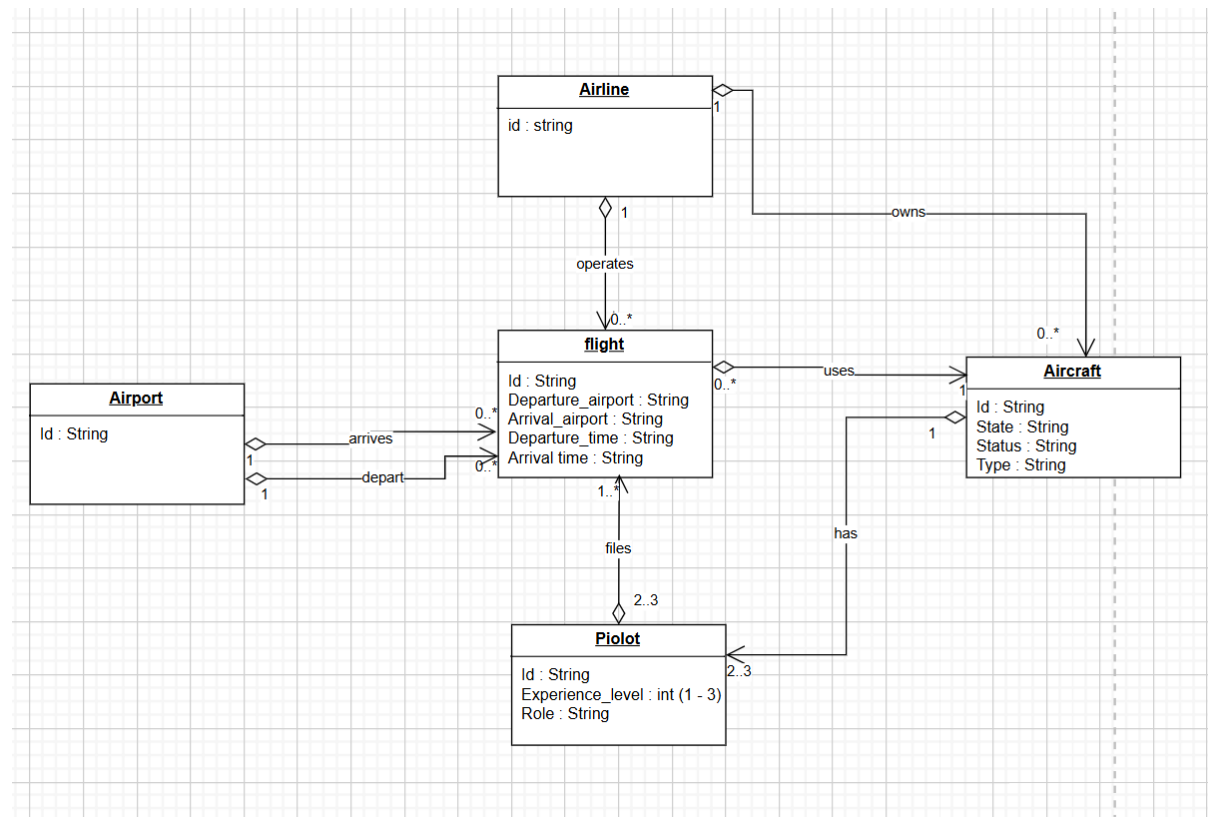 Airline
id : string
1
1
owns
operates
0..*
0..*
flight
Id : String
Departure_airport : String
Arrival_airport : String
Departure_time : String
Arrival time : String
0..*
uses
1
Aircraft
Id : String
State : String
Status : String
Type : String
1
Airport
Id : String
arrives
0..*
1
depart
0..*
1
1..*
files
2..3
has
Piolot
Id : String
Experience_level : int (1 - 3)
Role : String
2..3